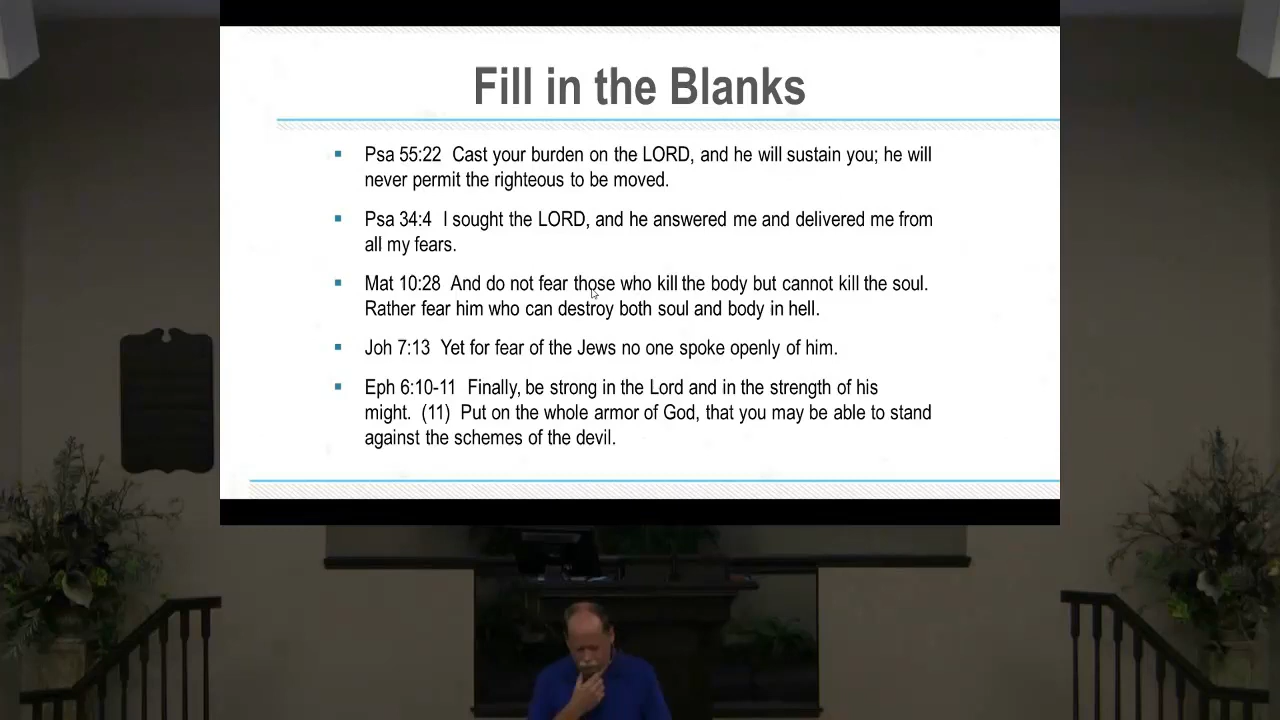 Fill in the Blanks
Psa 55:22 Cast your burden on the LORD, and he will sustain you; he will
never permit the righteous to be moved.
Psa 34:4 I sought the LORD, and he answered me and delivered me from
all my fears.
Mat 10:28 And do not fear those who kill the body but cannot kill the soul.
Rather fear him who can destroy both soul and body in hell.
Joh 7:13 Yet for fear of the Jews no one spoke openly of him.
Eph 6:10-11 Finally, be strong in the Lord and in the strength of his
might. (11) Put on the whole armor of God, that you may be able to stand
against the schemes of the devil.